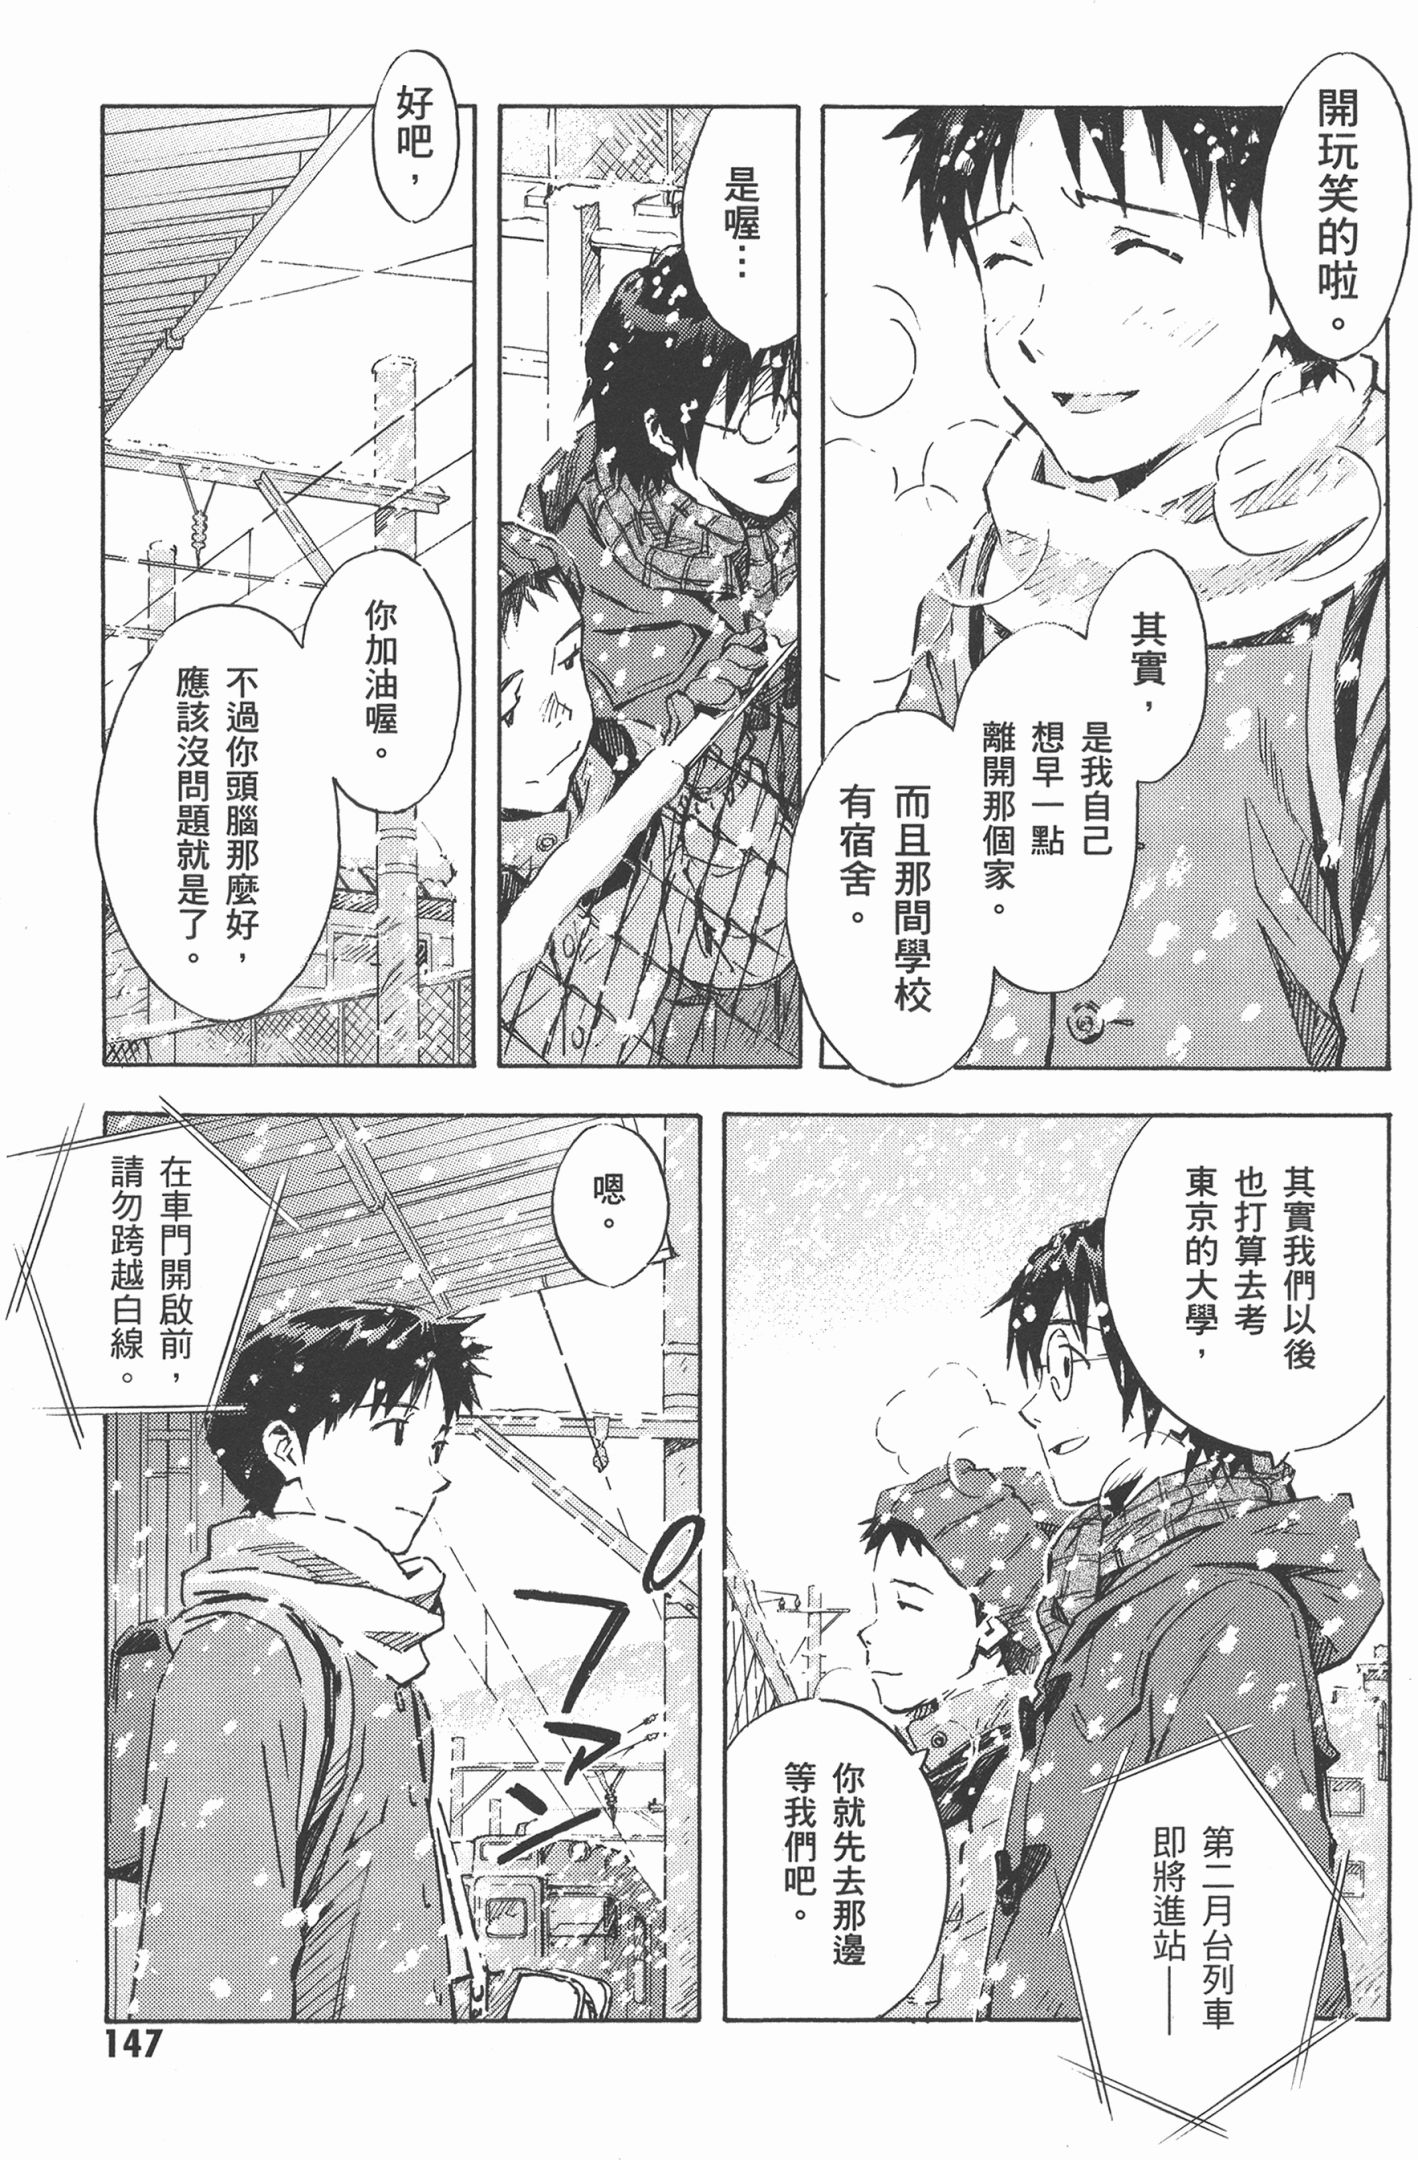 開玩笑的啦。
其實，
是我自己
想早一點
離開那個家。
而且那間學校
有宿舍。
是喔…
好吧，
你加油喔。
不過你頭腦那麼好，
應該沒問題就是了。
其實我們以後
也打算去考
東京的大學，
你就先去那邊
等我們吧。
第二月台列車
即將進站——
嗯。
ファン
在車門開啟前，
請勿跨越白線。
147